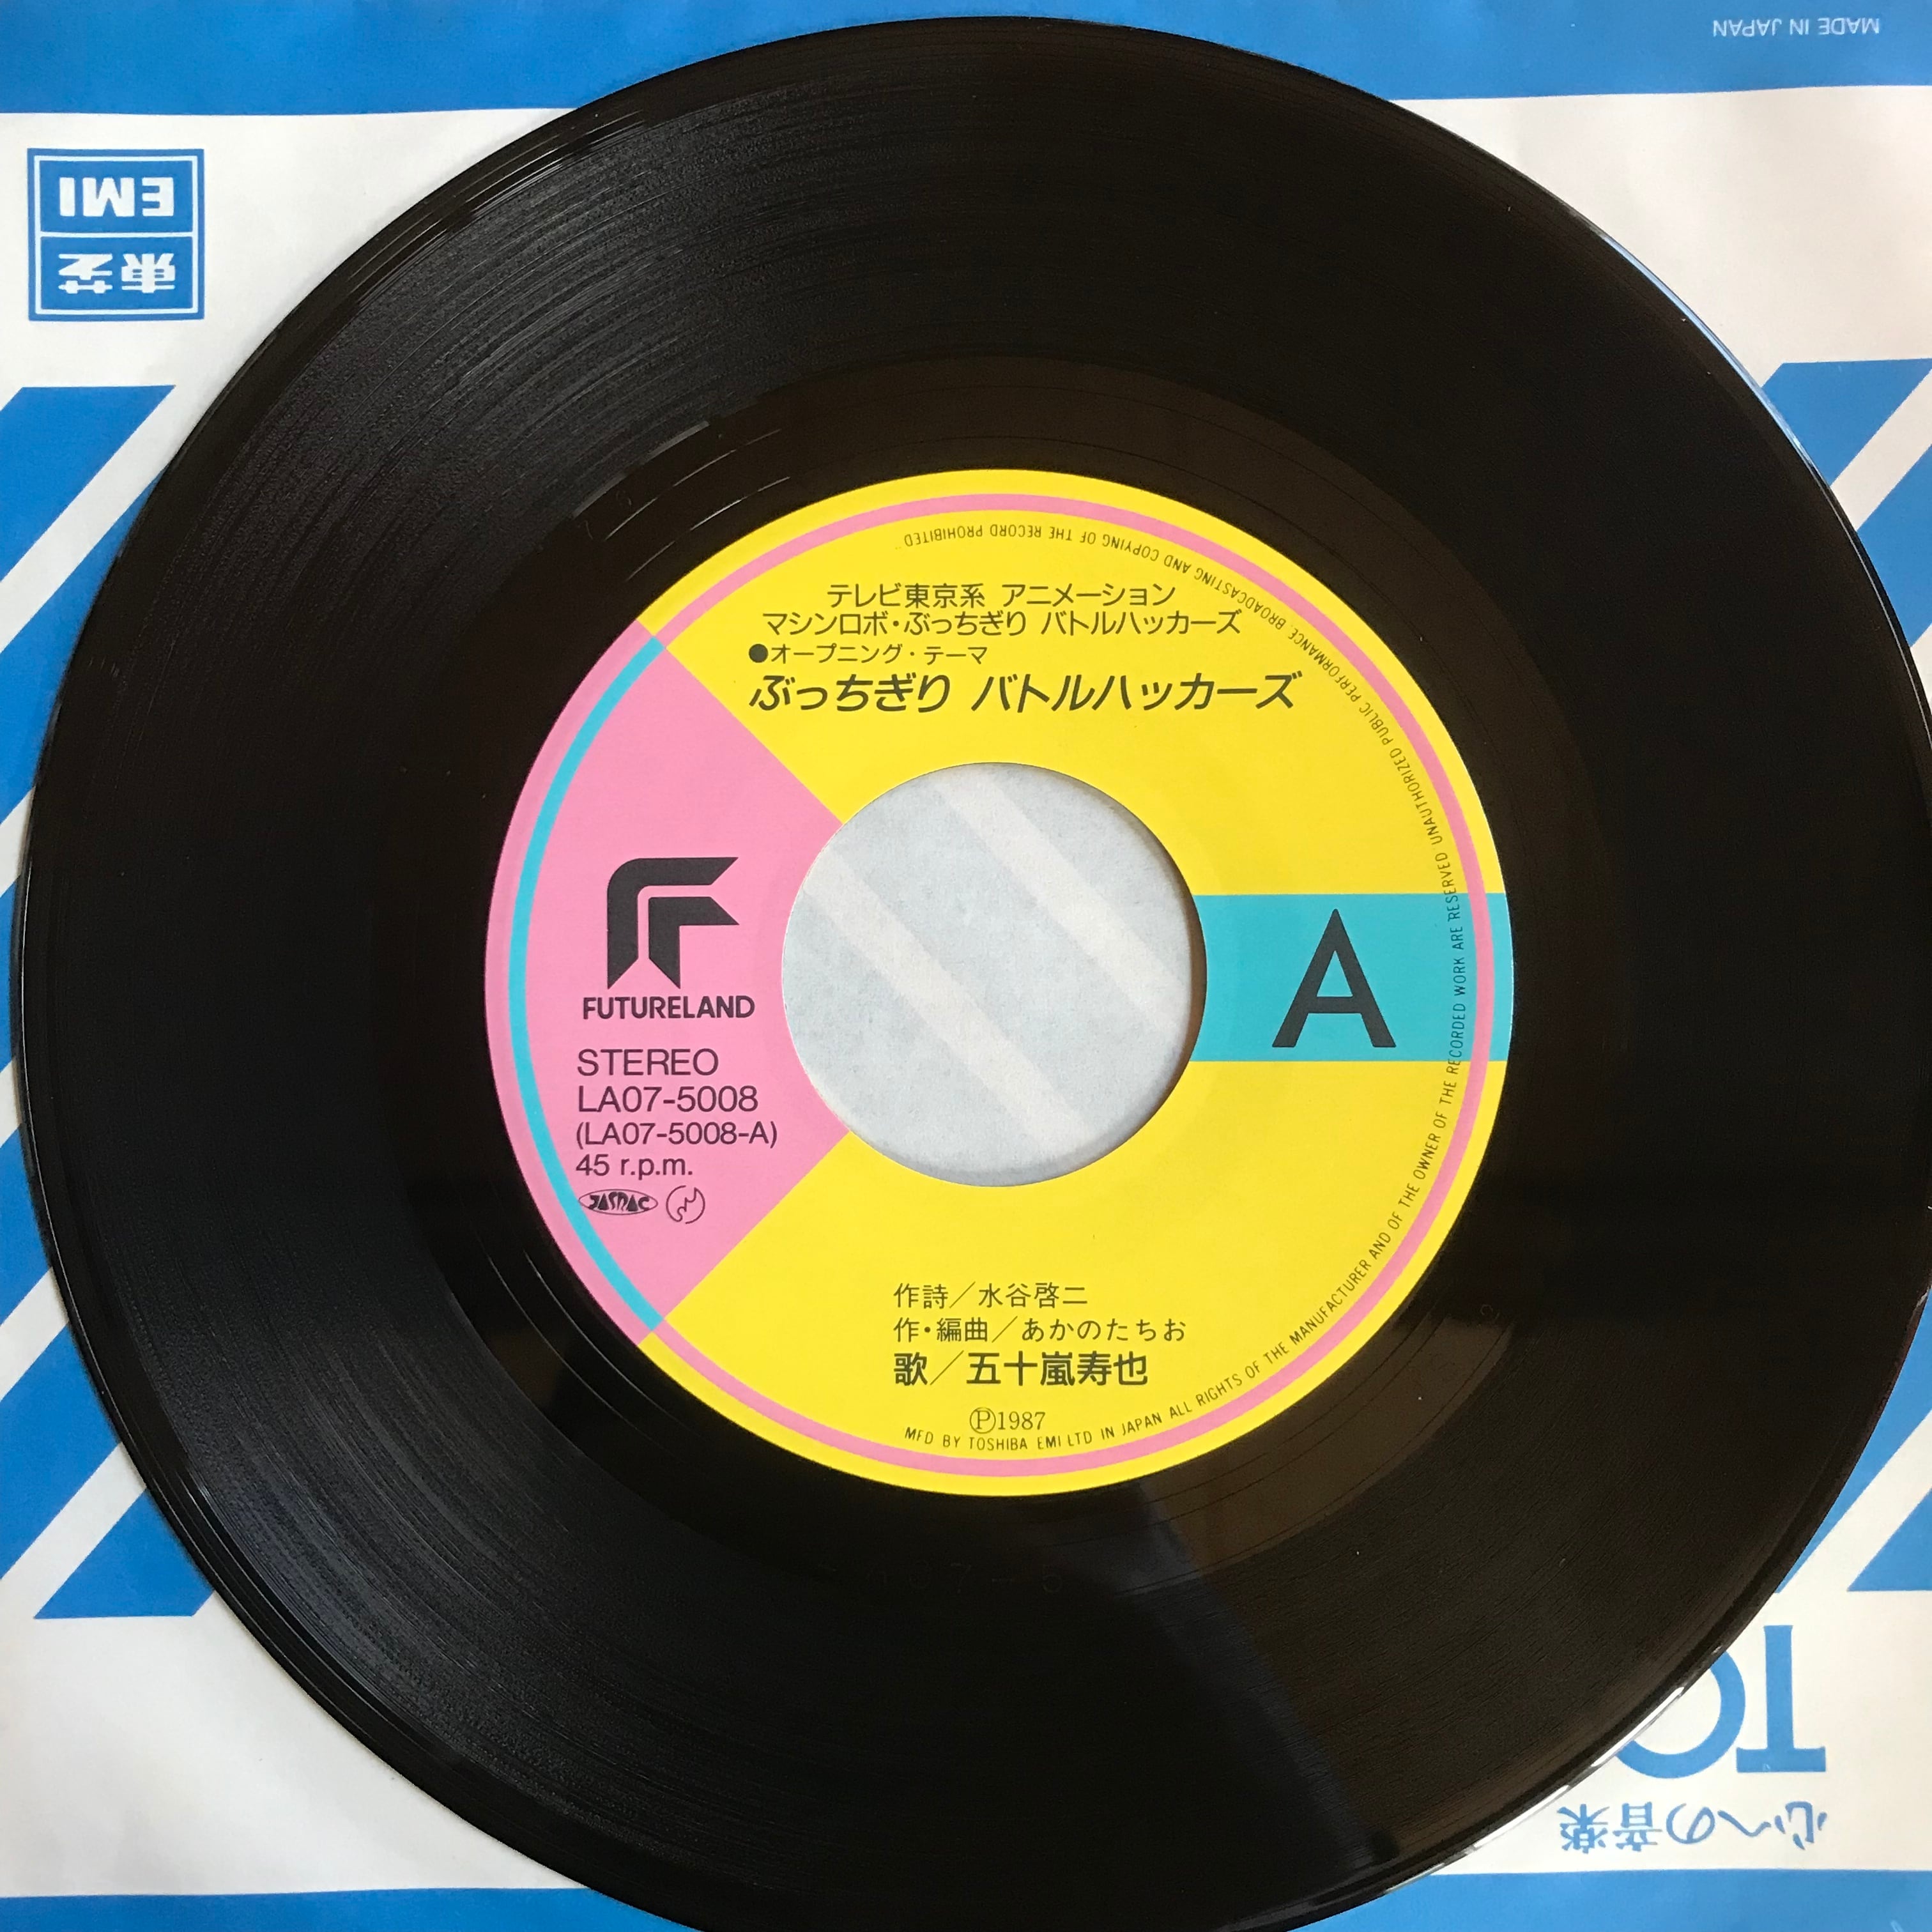 MADE IN JAPAN
東芝
EMI
テレビ東京系 アニメーション
マシンロボ・ぶっちぎり バトルハッカーズ
●オープニング・テーマ
ぶっちぎり バトルハッカーズ
FUTURELAND
STEREO
LA07-5008
(LA07-5008-A)
45 r.p.m.
JASRAC
A
作詩／水谷啓二
作・編曲／あかのたちお
歌／五十嵐寿也
Ⓟ1987
MFD BY TOSHIBA EMI LTD IN JAPAN ALL RIGHTS OF THE MANUFACTURER AND OF THE OWNER OF THE RECORDED WORK ARE RESERVED UNAUTHORIZED PUBLIC PERFORMANCE. BROADCASTING AND COPYING OF THE RECORD PROHIBITED
心への音楽